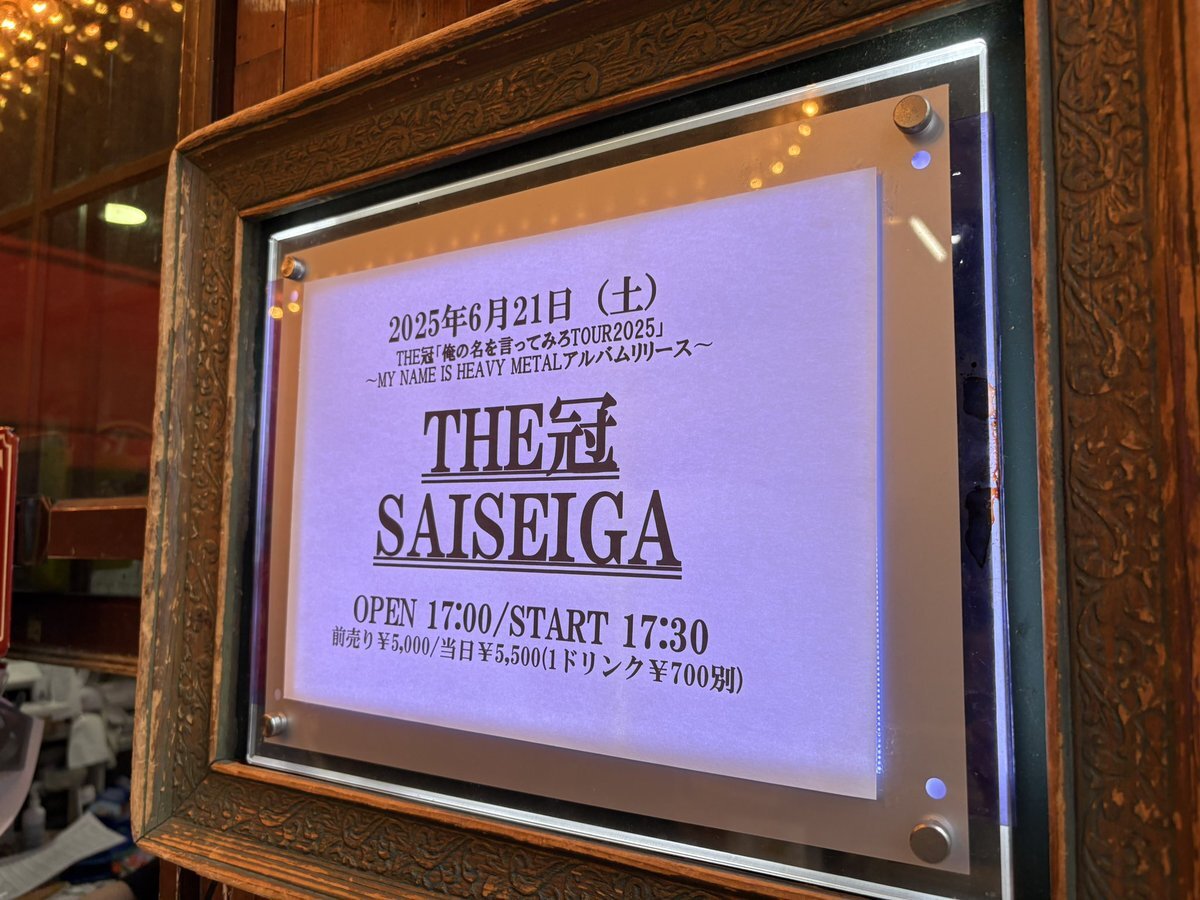 2025年6月21日（土）
THE冠「俺の名を言ってみろTOUR2025」
～MY NAME IS HEAVY METALアルバムリリース～
THE冠
SAISEIGA
OPEN 17:00/START 17:30
前売り￥5,000/当日￥5,500(1ドリンク￥700別)